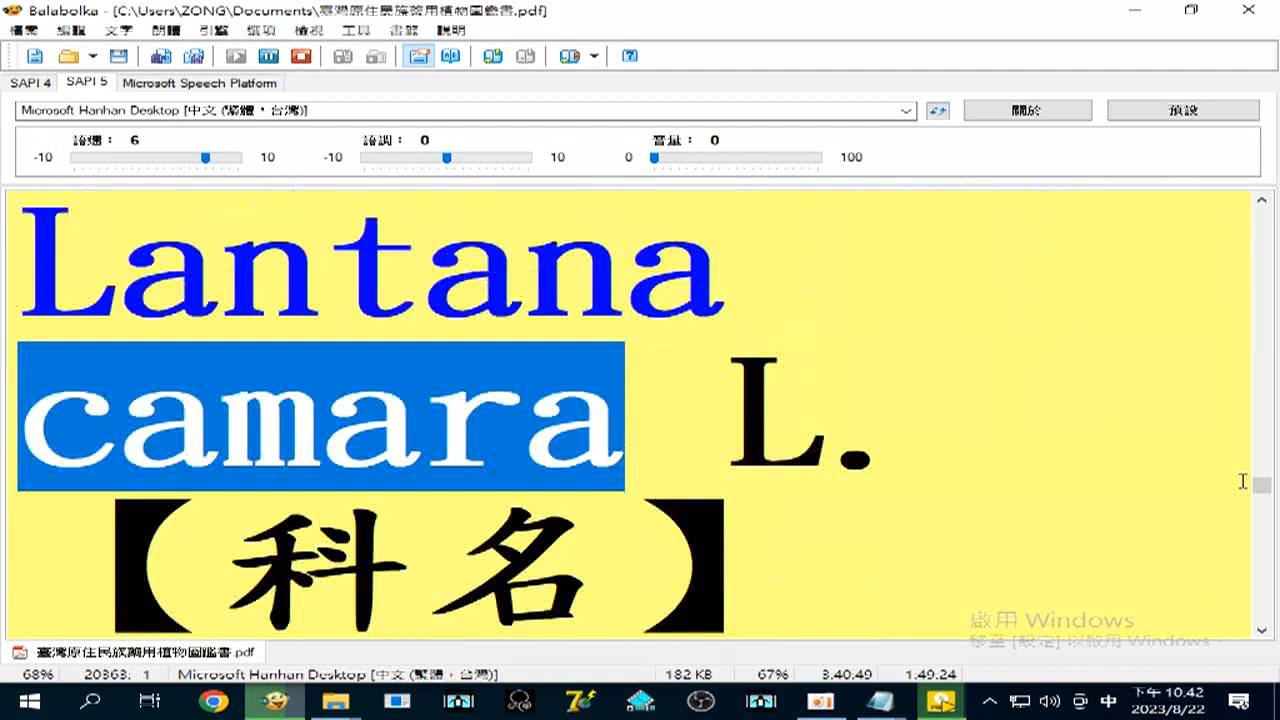 Balabolka - [C:\Users\ZONG\Documents\臺灣原住民族藥用植物圖鑑書.pdf]
檔案 編輯 文字 朗讀 引擎 選項 檢視 工具 書籤 說明
SAPI 4 SAPI 5 Microsoft Speech Platform
Microsoft Hanhan Desktop [中文 (繁體，台灣)] 關於 預設
語速： 6 語調： 0 音量： 0
-10 10 -10 10 0 100
Lantana
camara L.
【科名】
啟用 Windows
移至 [設定] 以啟用 Windows。
臺灣原住民族藥用植物圖鑑書.pdf
68% 20363: 1 Microsoft Hanhan Desktop [中文 (繁體，台灣)] 182 KB 67% 3.40.49 1:49.24
中 下午 10:42
2023/8/22